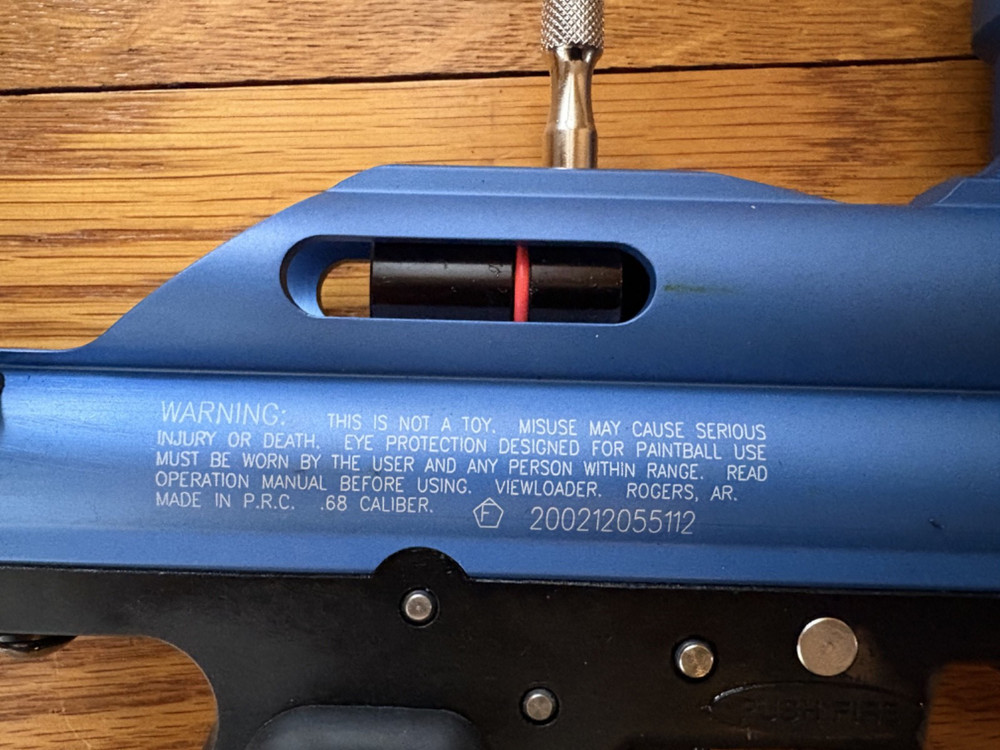 WARNING: THIS IS NOT A TOY. MISUSE MAY CAUSE SERIOUS
INJURY OR DEATH. EYE PROTECTION DESIGNED FOR PAINTBALL USE
MUST BE WORN BY THE USER AND ANY PERSON WITHIN RANGE. READ
OPERATION MANUAL BEFORE USING. VIEWLOADER. ROGERS, AR.
MADE IN P.R.C. .68 CALIBER. F 200212055112
PUSH FIRE